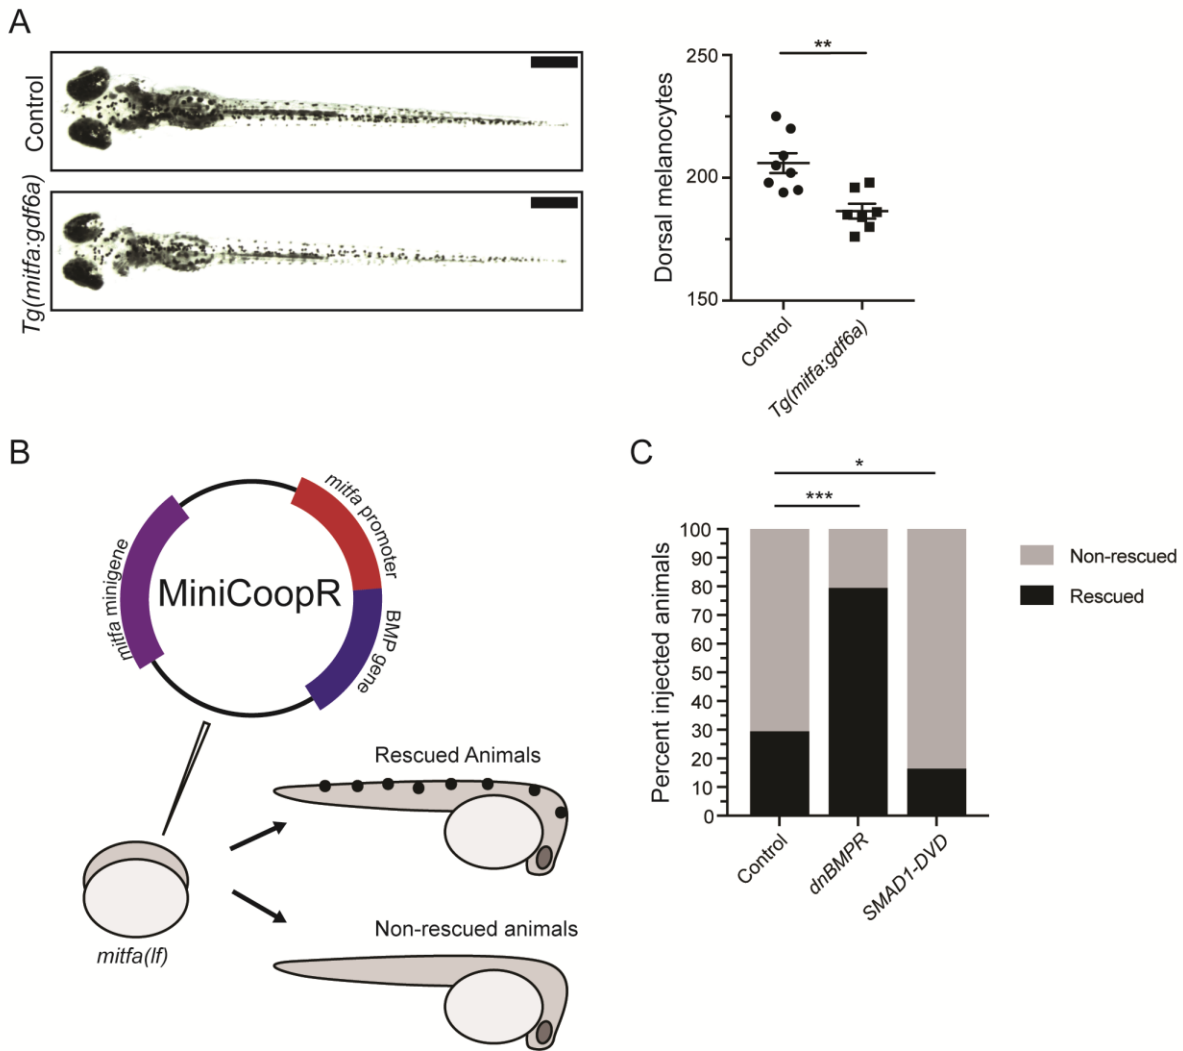 A
Control
Tg(mitfa:gdf6a)
**
250
200
150
Dorsal melanocytes
Control
Tg(mitfa:gdf6a)
B
mitfa promoter
mitfa minigene
MiniCoopR
BMP gene
Rescued Animals
mitfa(lf)
Non-rescued animals
C
*
***
100
90
80
70
60
50
40
30
20
10
0
Percent injected animals
Control
dnBMPR
SMAD1-DVD
Non-rescued
Rescued